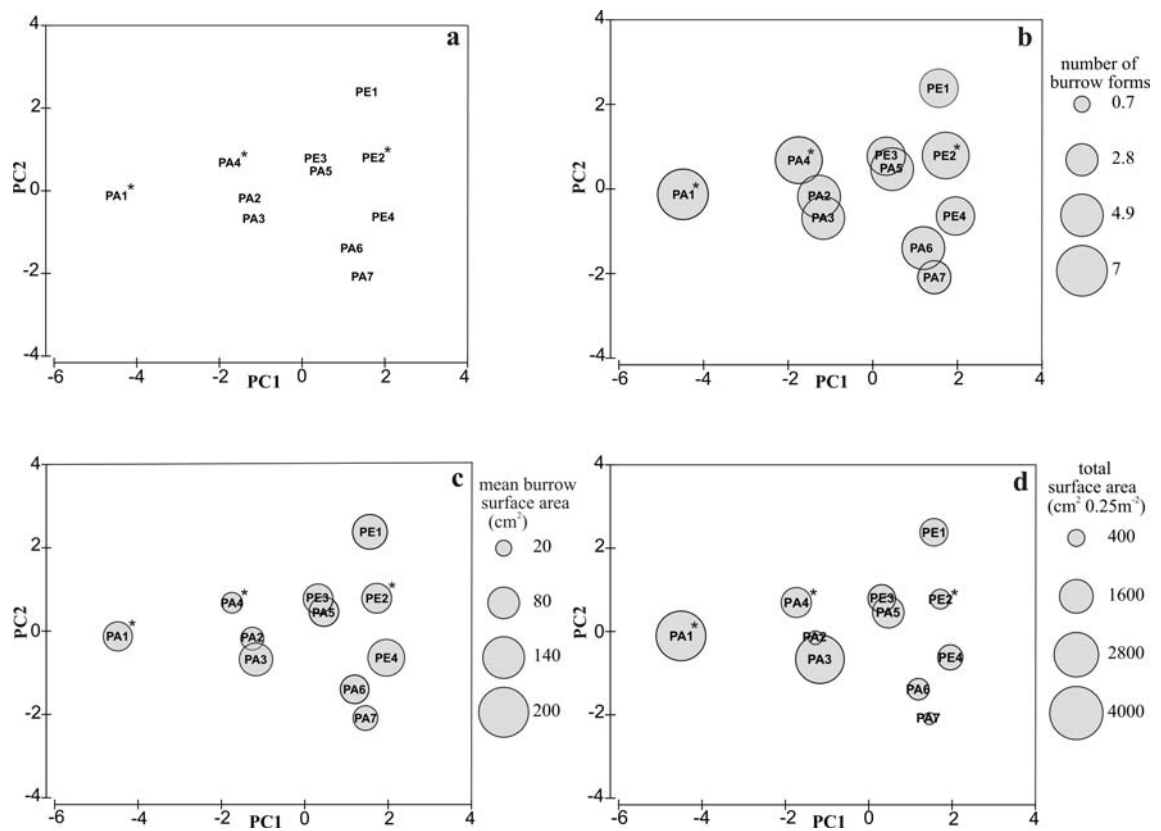 a
4
2
0
-2
-4
PC2
PE1
PA4*
PE3
PE2*
PA5
PA1*
PA2
PA3
PE4
PA6
PA7
-6 -4 -2 0 2 4
PC1
b
4
2
0
-2
-4
PC2
PE1
PA4*
PE3
PE2*
PA5
PA1*
PA2
PA3
PE4
PA6
PA7
-6 -4 -2 0 2 4
PC1
number of
burrow forms
0.7
2.8
4.9
7
c
4
2
0
-2
-4
PC2
PE1
PA4*
PE3
PE2*
PA5
PA1*
PA2
PA3
PE4
PA6
PA7
-6 -4 -2 0 2 4
PC1
mean burrow
surface area
(cm²)
20
80
140
200
d
4
2
0
-2
-4
PC2
PE1
PA4*
PE3
PE2*
PA5
PA1*
PA2
PA3
PE4
PA6
PA7
-6 -4 -2 0 2 4
PC1
total
surface area
(cm² 0.25m⁻²)
400
1600
2800
4000